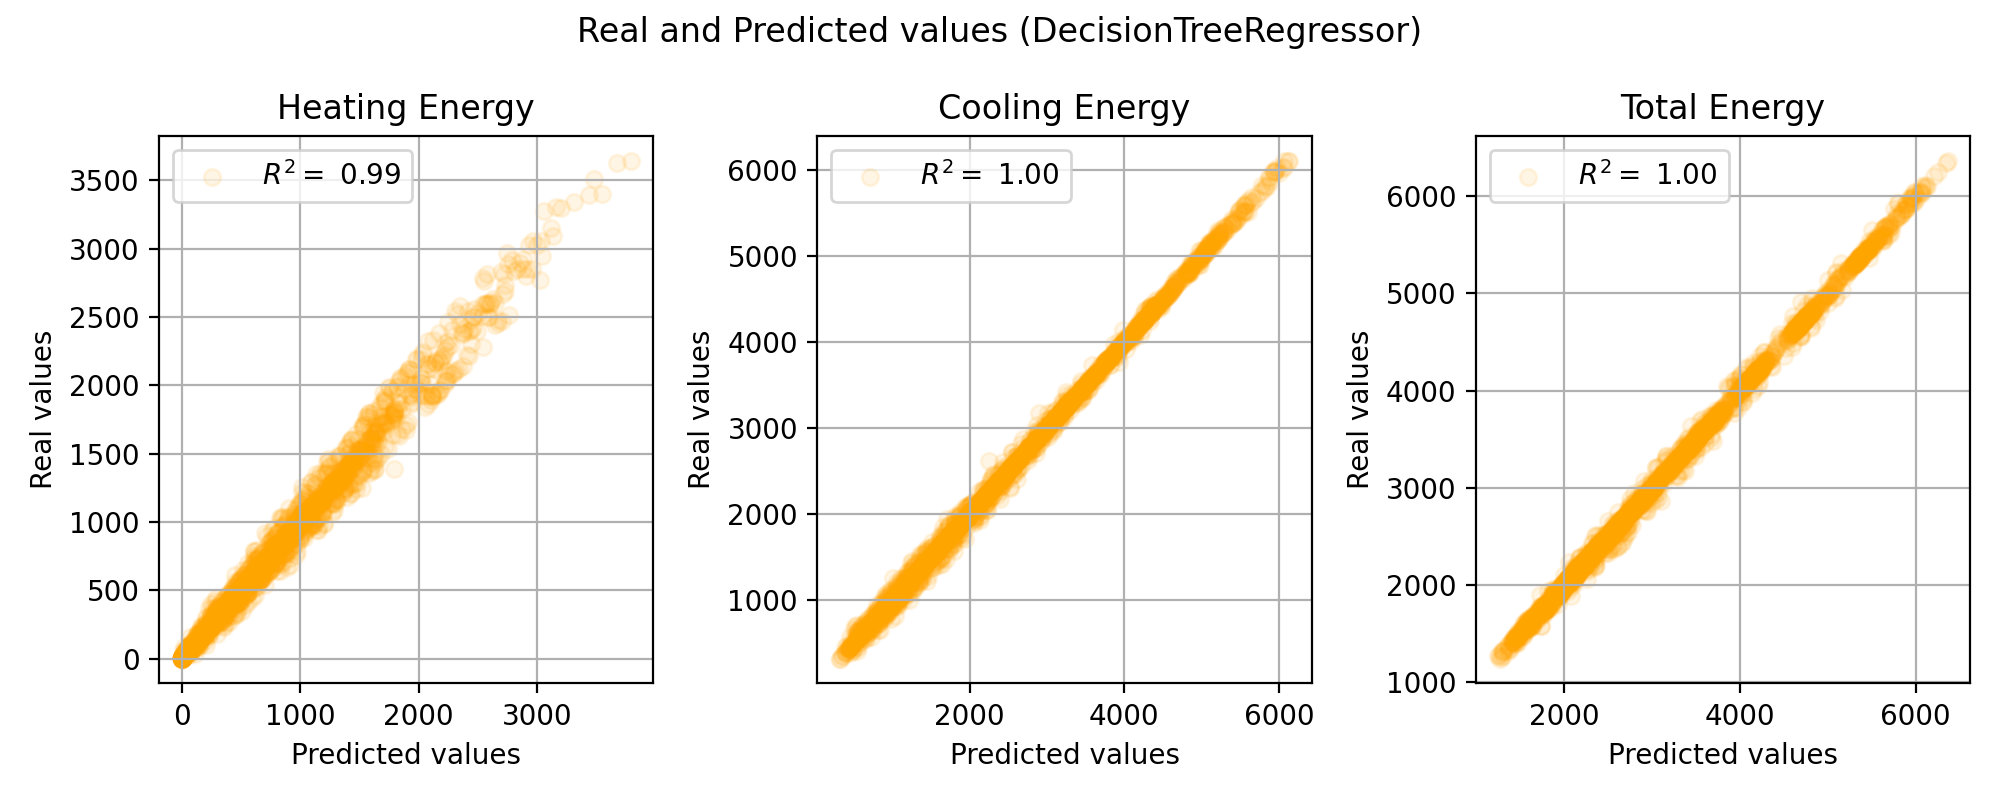 Real and Predicted values (DecisionTreeRegressor)
Heating Energy
R² = 0.99
3500
3000
2500
2000
1500
1000
500
0
Real values
0 1000 2000 3000
Predicted values
Cooling Energy
R² = 1.00
6000
5000
4000
3000
2000
1000
Real values
2000 4000 6000
Predicted values
Total Energy
R² = 1.00
6000
5000
4000
3000
2000
1000
Real values
2000 4000 6000
Predicted values